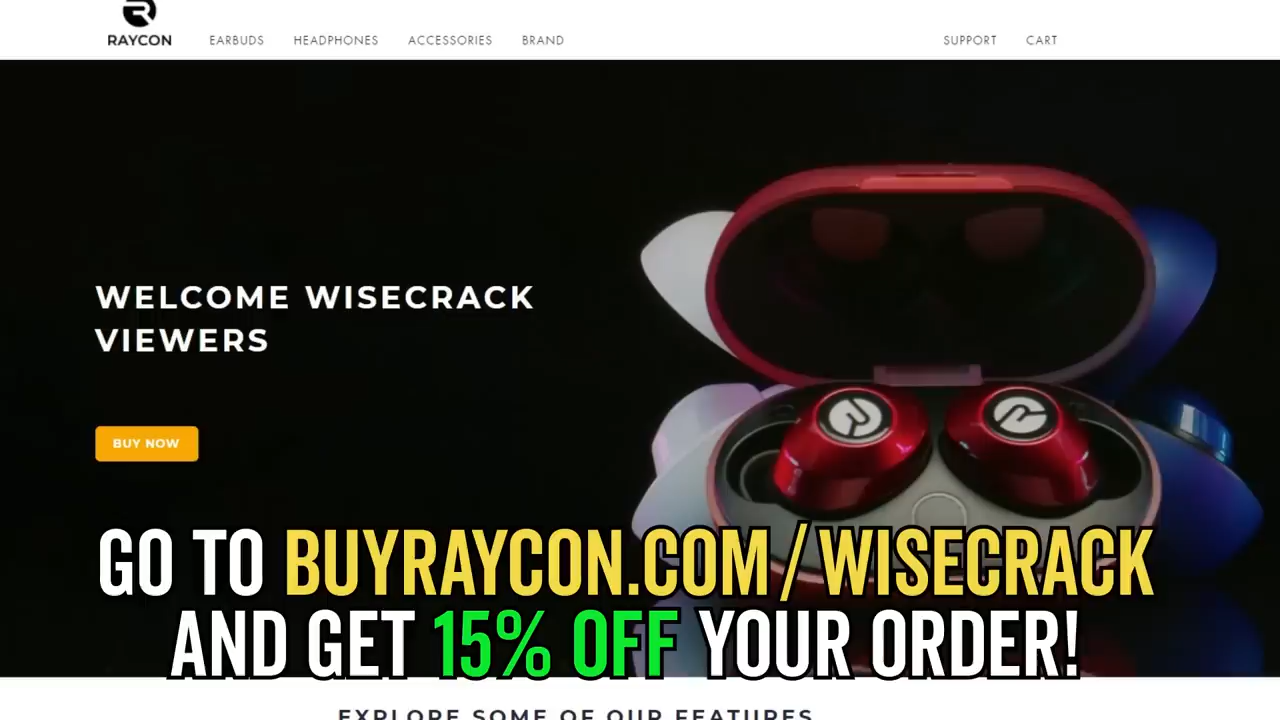 RAYCON
EARBUDS HEADPHONES ACCESSORIES BRAND SUPPORT CART
WELCOME WISECRACK
VIEWERS
BUY NOW
GO TO BUYRAYCON.COM/WISECRACK
AND GET 15% OFF YOUR ORDER!
EXPLORE SOME OF OUR FEATURES